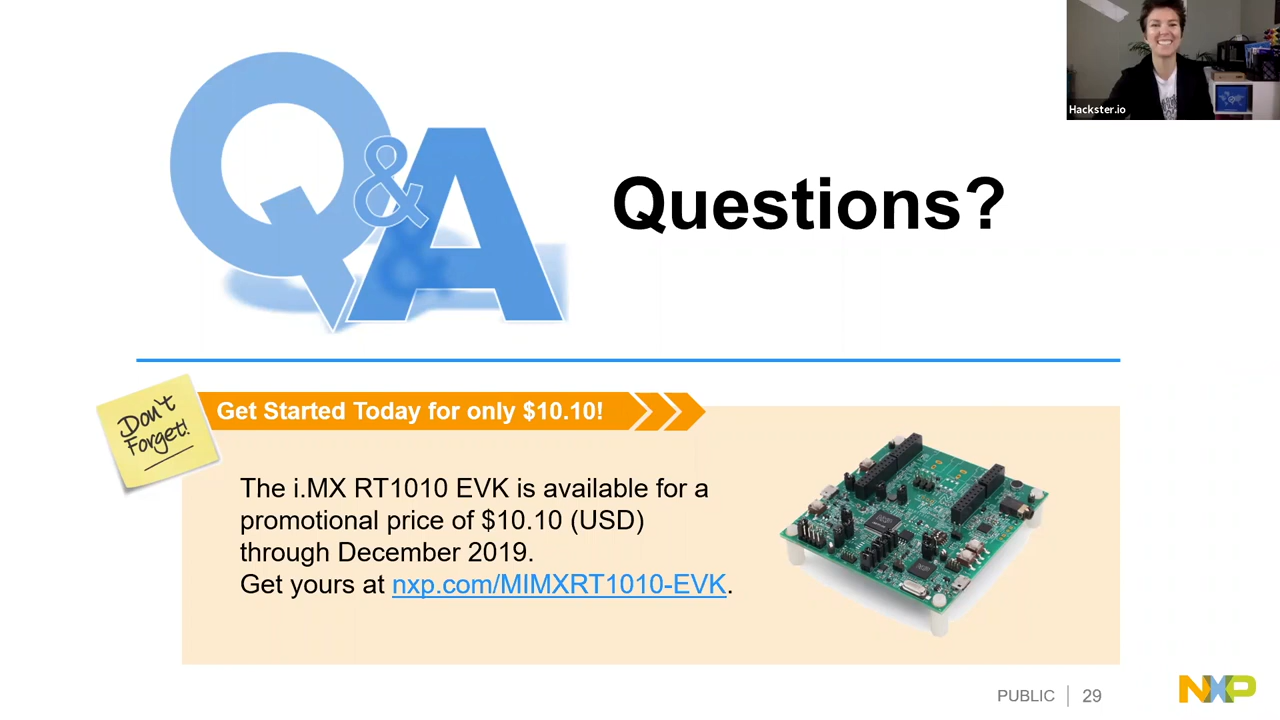 Hackster.io
Q&A
Questions?
Don't
Forget!
Get Started Today for only $10.10!
The i.MX RT1010 EVK is available for a
promotional price of $10.10 (USD)
through December 2019.
Get yours at nxp.com/MIMXRT1010-EVK.
PUBLIC
29
NXP